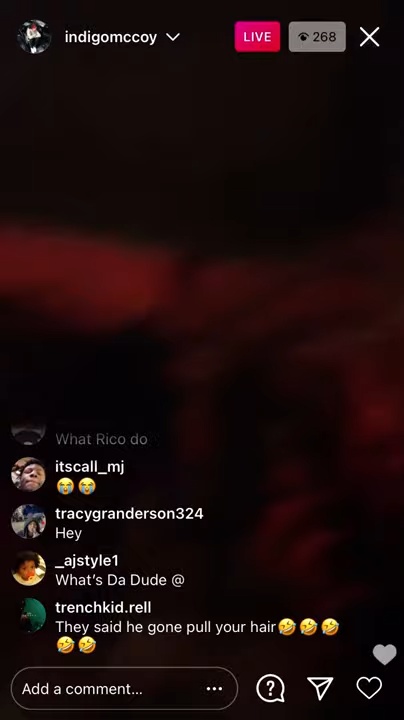 indigomccoy
LIVE
268
What Rico do
itscall_mj
😭😭
tracygranderson324
Hey
_ajstyle1
What's Da Dude @
trenchkid.rell
They said he gone pull your hair🤣🤣🤣
🤣🤣
Add a comment...